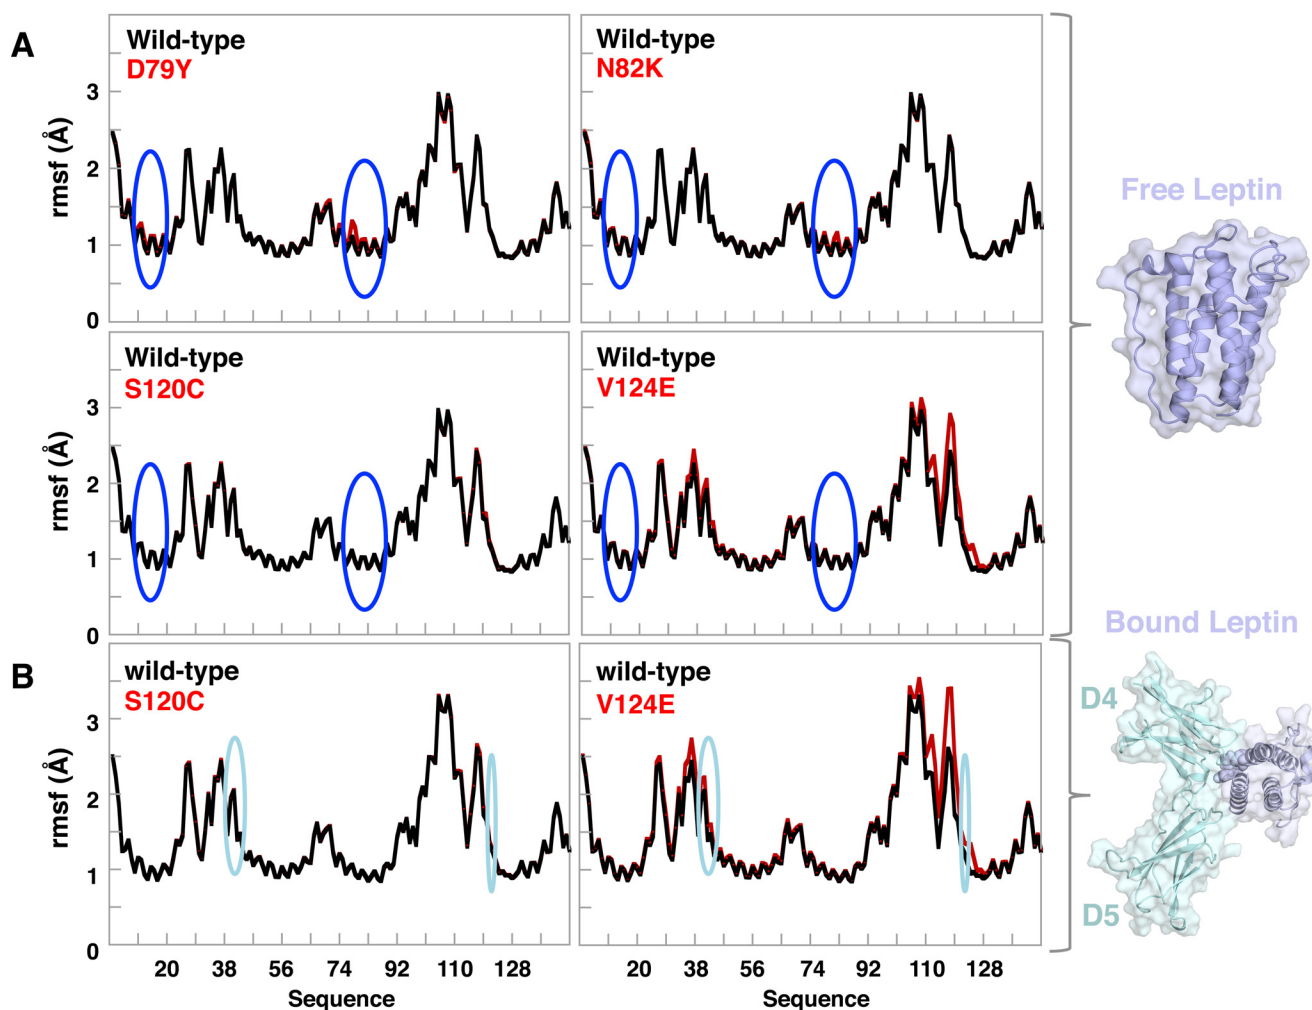 A
Wild-type
D79Y
Wild-type
N82K
rmsf (Å)
3
2
1
0
Free Leptin
Wild-type
S120C
Wild-type
V124E
rmsf (Å)
3
2
1
0
Bound Leptin
B
wild-type
S120C
wild-type
V124E
D4
rmsf (Å)
3
2
1
0
D5
20 38 56 74 92 110 128
20 38 56 74 92 110 128
Sequence
Sequence